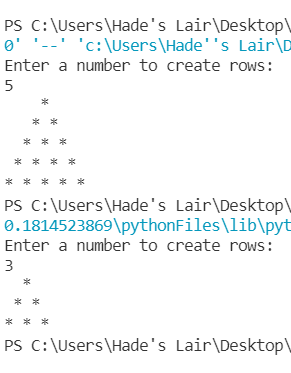 PS C:\Users\Hade's Lair\Desktop\
0' '--' 'c:\Users\Hade''s Lair\D
Enter a number to create rows:
5
    *
   * *
  * * *
 * * * *
* * * * *
PS C:\Users\Hade's Lair\Desktop\
0.1814523869\pythonFiles\lib\pyt
Enter a number to create rows:
3
  *
 * *
* * *
PS C:\Users\Hade's Lair\Desktop\